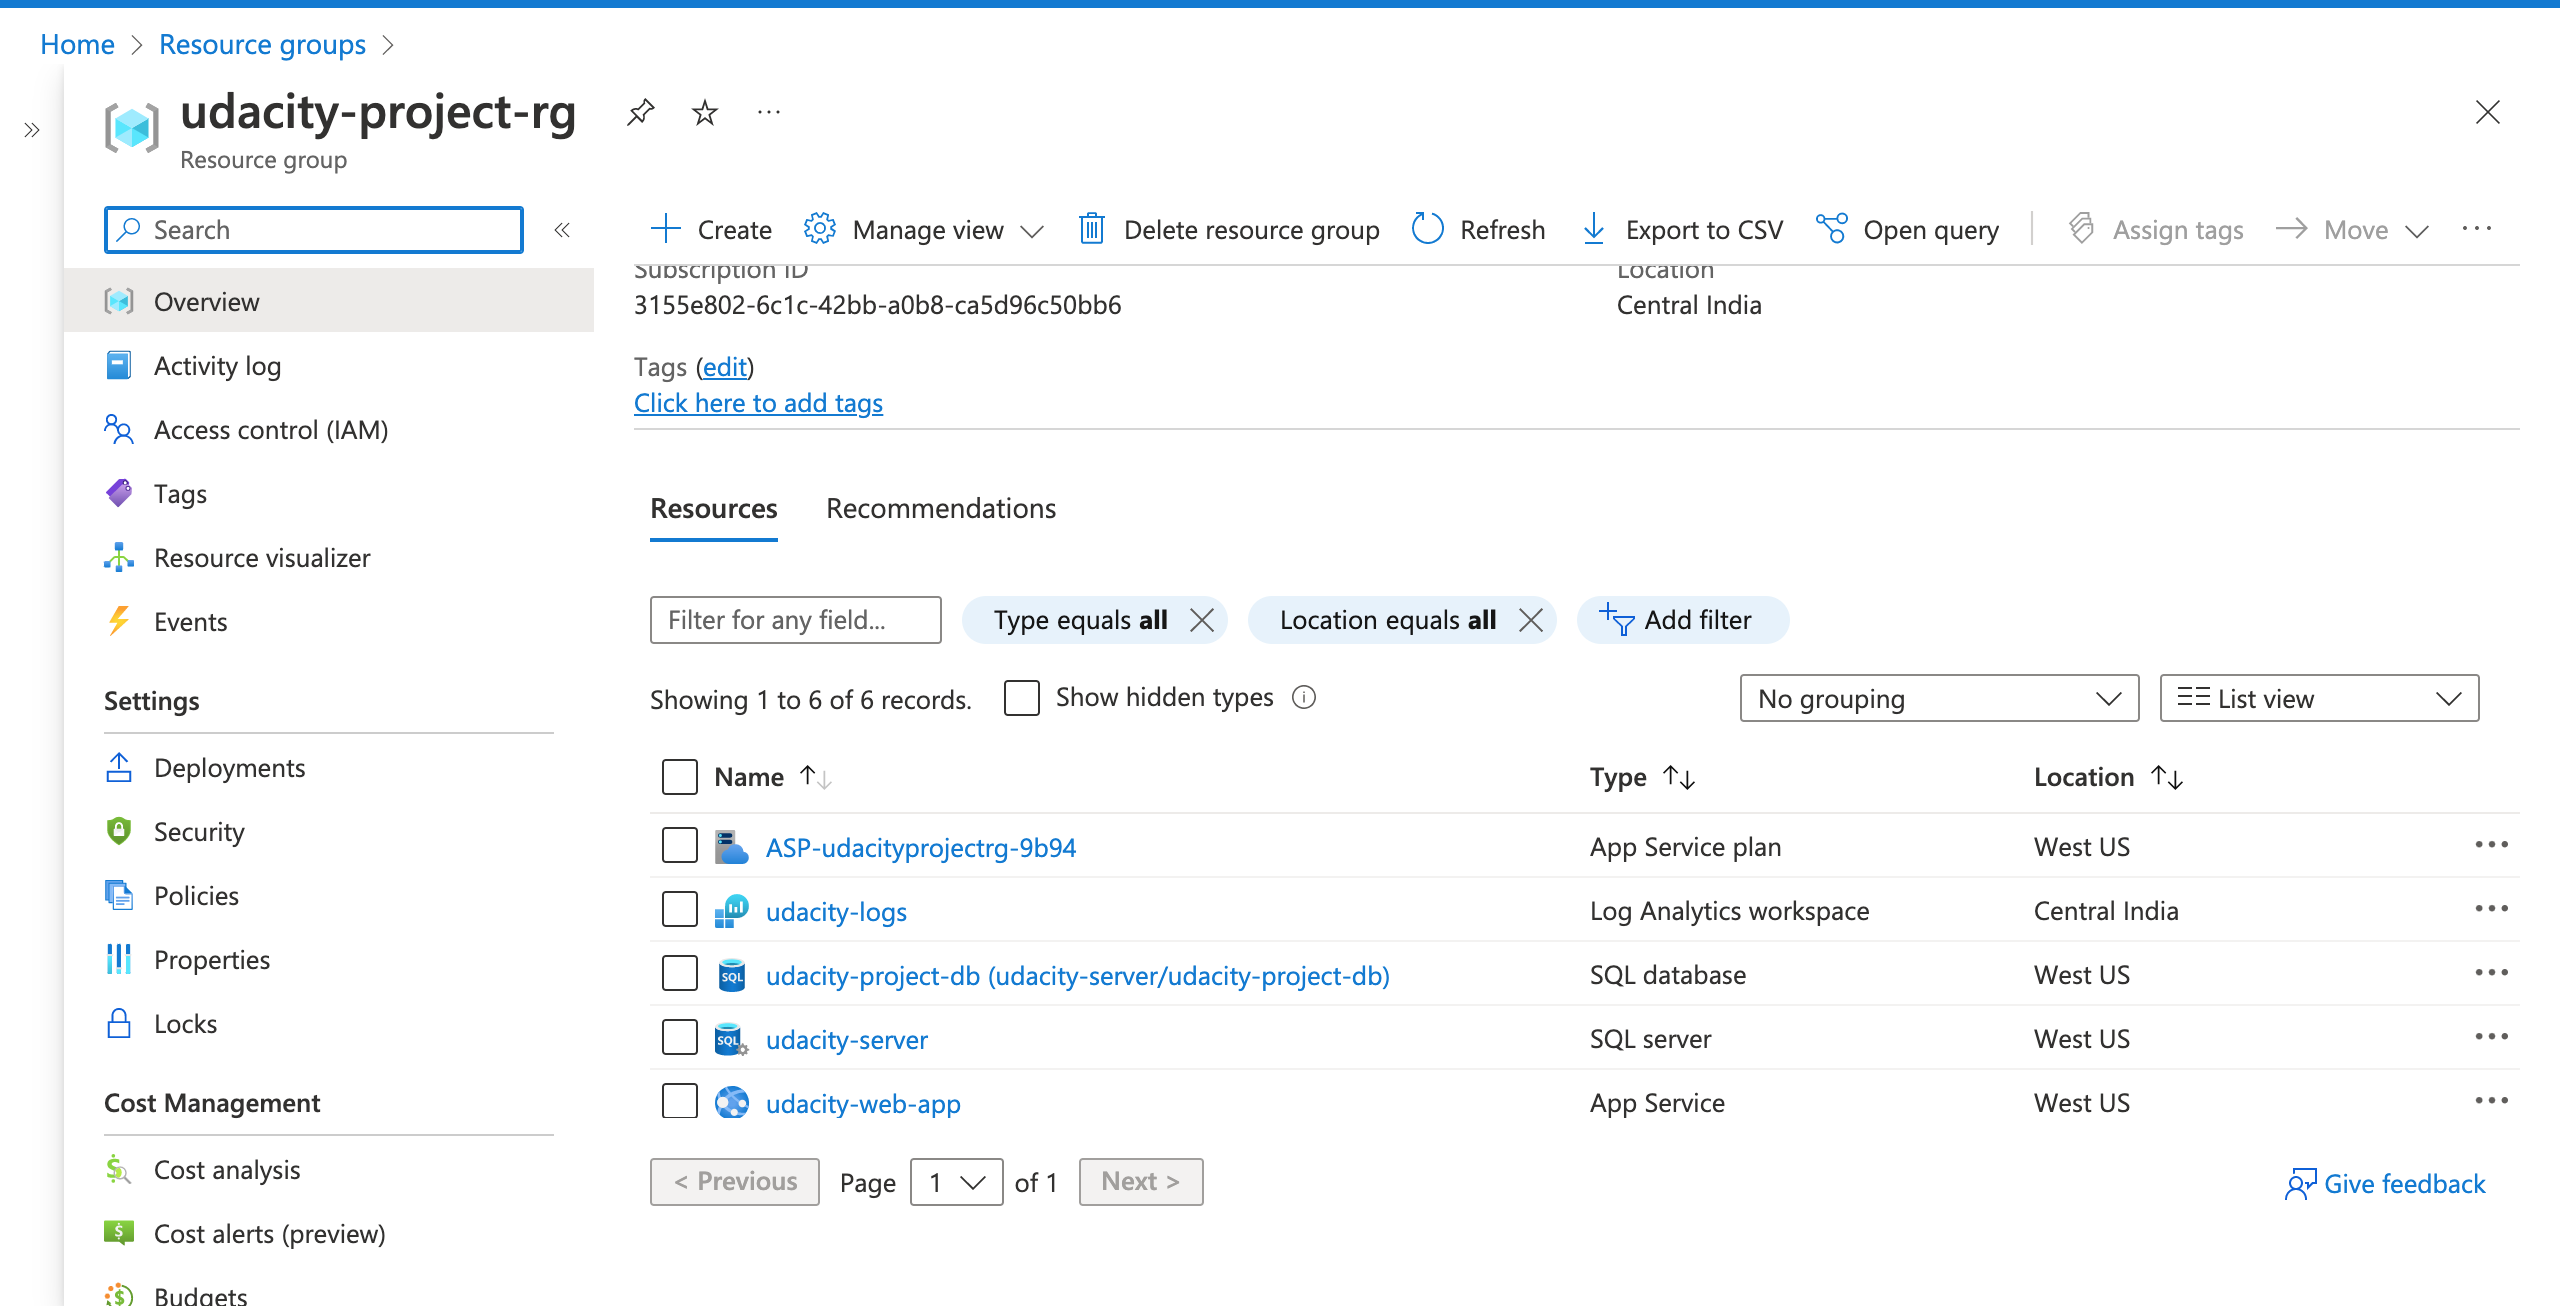 Home > Resource groups >
udacity-project-rg
Resource group
Search
Create Manage view Delete resource group Refresh Export to CSV Open query Assign tags Move
Overview
Activity log
Access control (IAM)
Tags
Resource visualizer
Events
Settings
Deployments
Security
Policies
Properties
Locks
Cost Management
Cost analysis
Cost alerts (preview)
Budgets
Subscription ID
3155e802-6c1c-42bb-a0b8-ca5d96c50bb6
Location
Central India
Tags (edit)
Click here to add tags
Resources Recommendations
Filter for any field... Type equals all Location equals all Add filter
Showing 1 to 6 of 6 records. Show hidden types No grouping List view
Name Type Location
ASP-udacityprojectrg-9b94 App Service plan West US
udacity-logs Log Analytics workspace Central India
SQL udacity-project-db (udacity-server/udacity-project-db) SQL database West US
SQL udacity-server SQL server West US
udacity-web-app App Service West US
< Previous Page 1 of 1 Next >
Give feedback